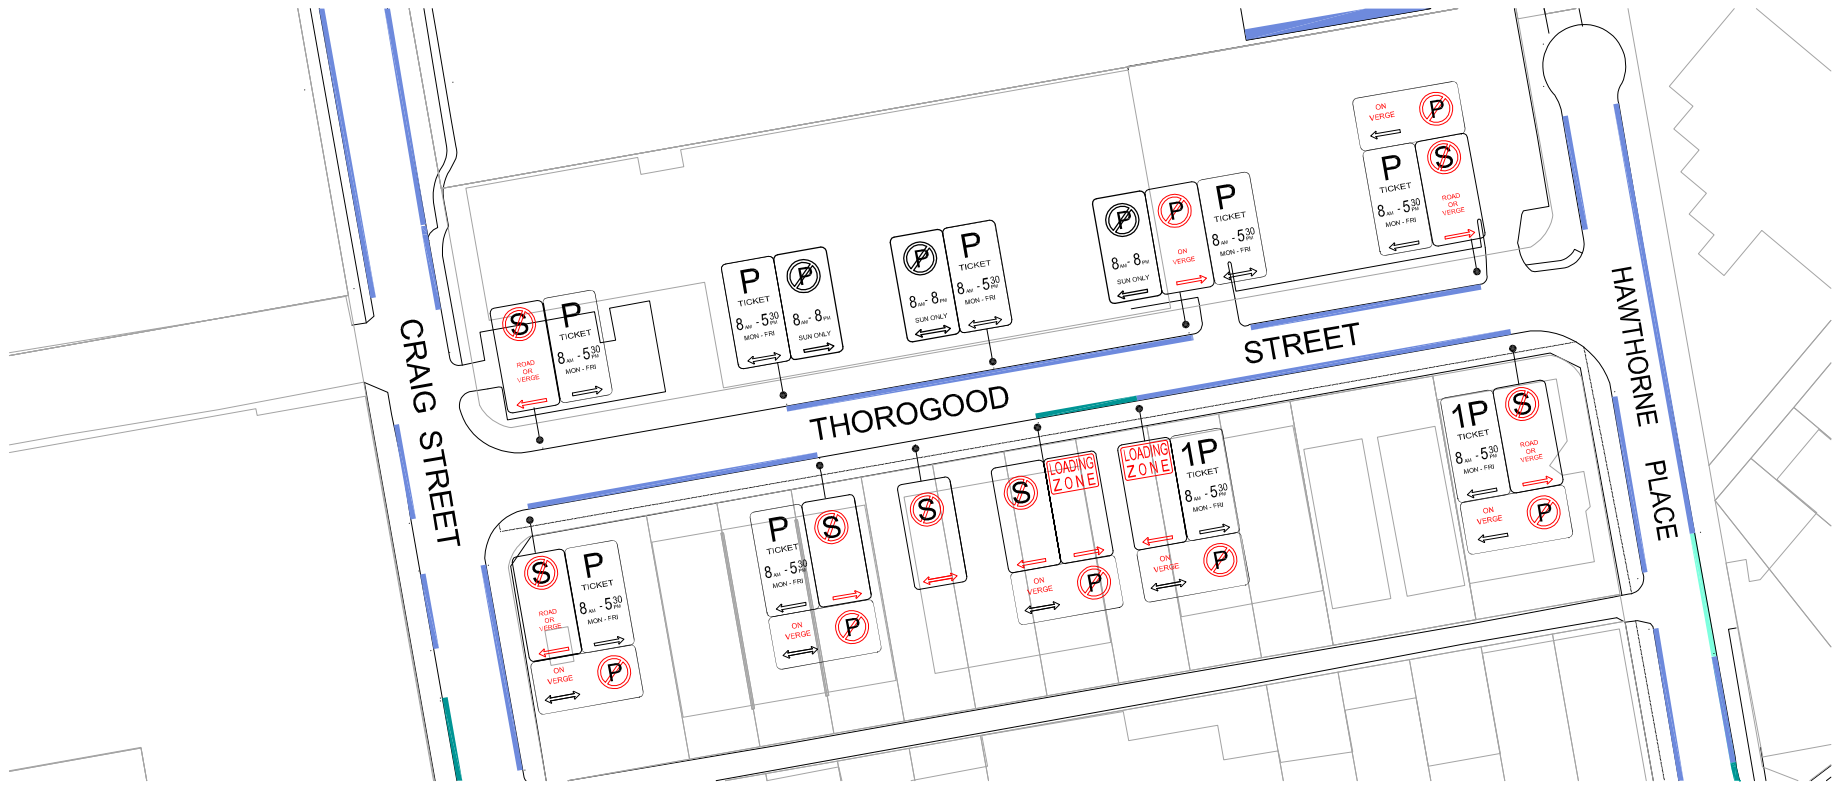 ON
VERGE
P
P
TICKET
8 AM - 5 30 PM
MON - FRI
S
ROAD
OR
VERGE
P
8 AM - 8 PM
SUN ONLY
P
ON
VERGE
P
TICKET
8 AM - 5 30 PM
MON - FRI
P
8 AM - 8 PM
SUN ONLY
P
TICKET
8 AM - 5 30 PM
MON - FRI
P
TICKET
8 AM - 5 30 PM
MON - FRI
P
8 AM - 8 PM
SUN ONLY
S
ROAD
OR
VERGE
P
TICKET
8 AM - 5 30 PM
MON - FRI
CRAIG STREET
THOROGOOD STREET
HAWTHORNE PLACE
S
ROAD
OR
VERGE
P
TICKET
8 AM - 5 30 PM
MON - FRI
ON
VERGE
P
P
TICKET
8 AM - 5 30 PM
MON - FRI
S
ON
VERGE
P
S
S
LOADING
ZONE
ON
VERGE
P
LOADING
ZONE
1P
TICKET
8 AM - 5 30 PM
MON - FRI
ON
VERGE
P
1P
TICKET
8 AM - 5 30 PM
MON - FRI
S
ROAD
OR
VERGE
ON
VERGE
P